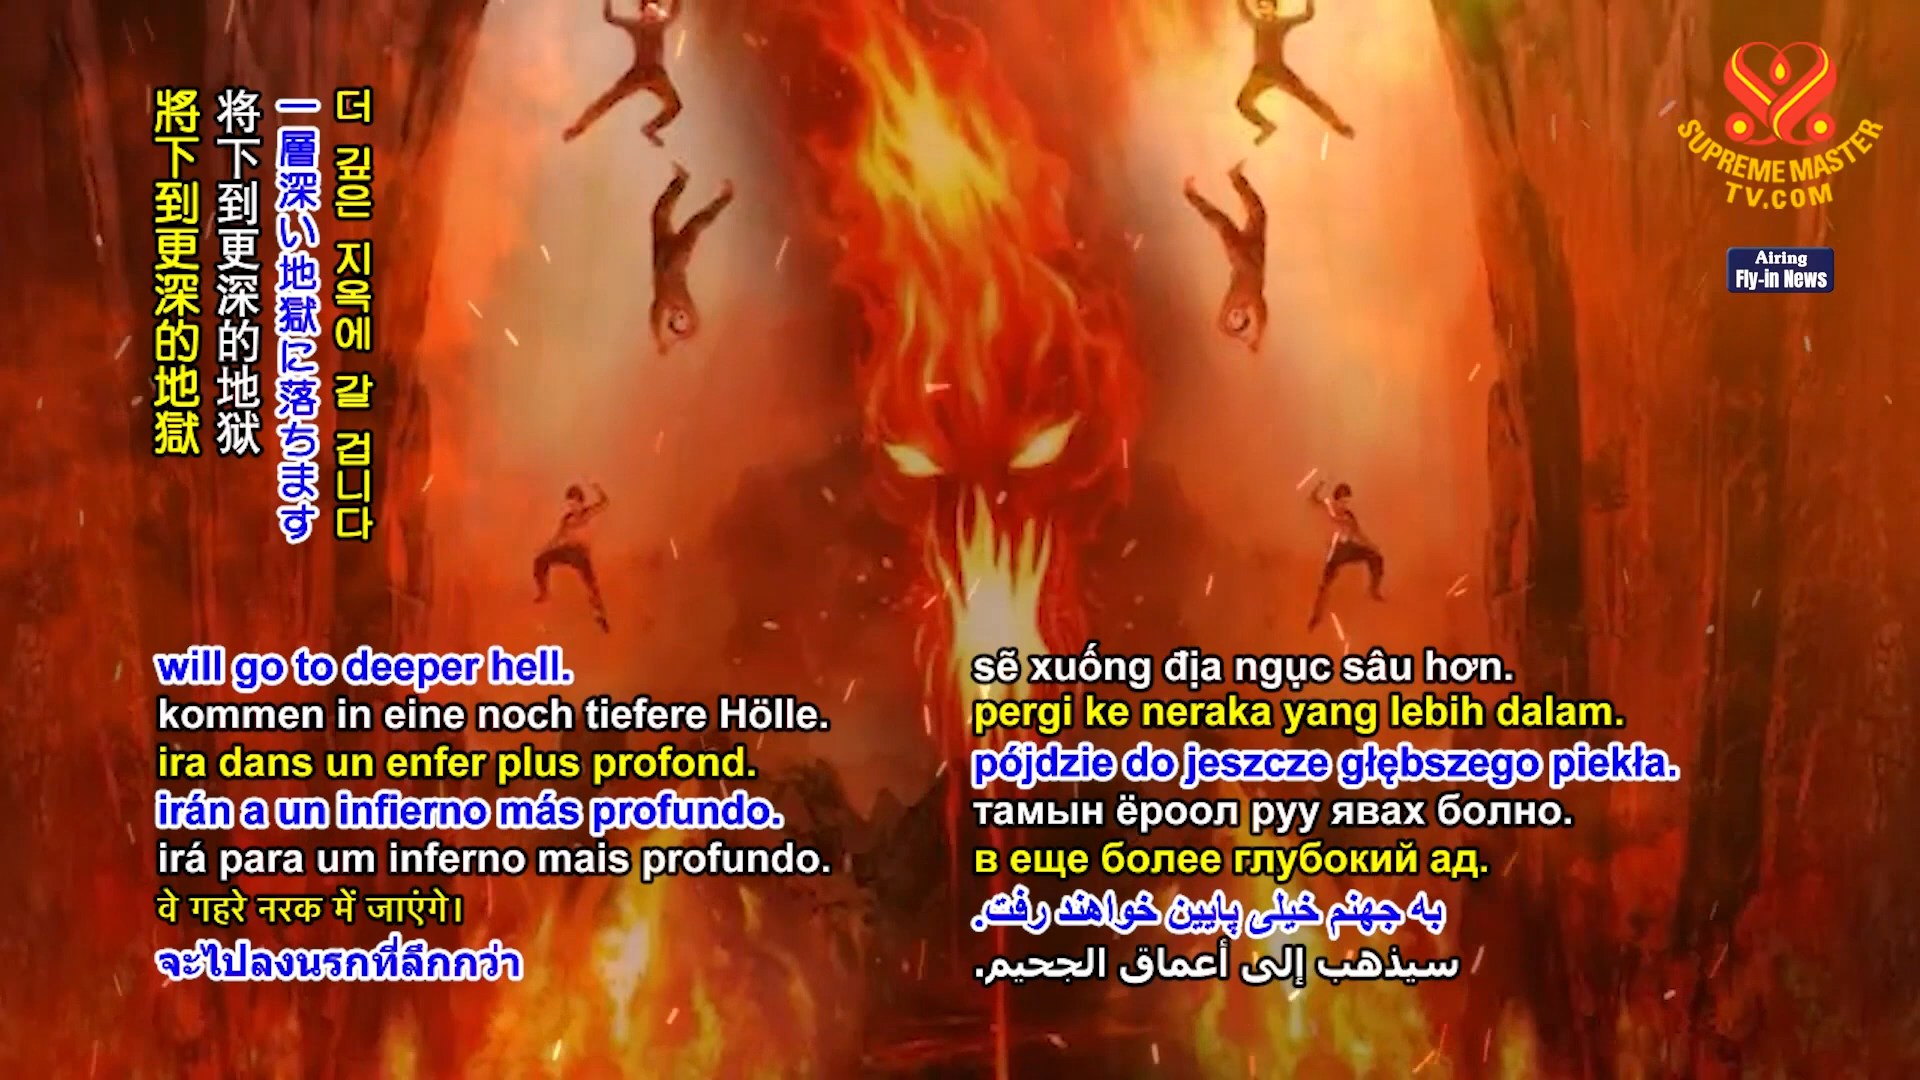 將下到更深的地獄
将下到更深的地狱
一層深い地獄に落ちます
더 깊은 지옥에 갈 겁니다
SUPREME MASTER
TV.COM
Airing
Fly-in News
will go to deeper hell.
kommen in eine noch tiefere Hölle.
ira dans un enfer plus profond.
irán a un infierno más profundo.
irá para um inferno mais profundo.
वे गहरे नरक में जाएंगे।
จะไปลงนรกที่ลึกกว่า
sẽ xuống địa ngục sâu hơn.
pergi ke neraka yang lebih dalam.
pójdzie do jeszcze głębszego piekła.
тамын ёроол руу явах болно.
в еще более глубокий ад.
به جهنم خیلی پایین خواهند رفت.
سيذهب إلى أعماق الجحيم.